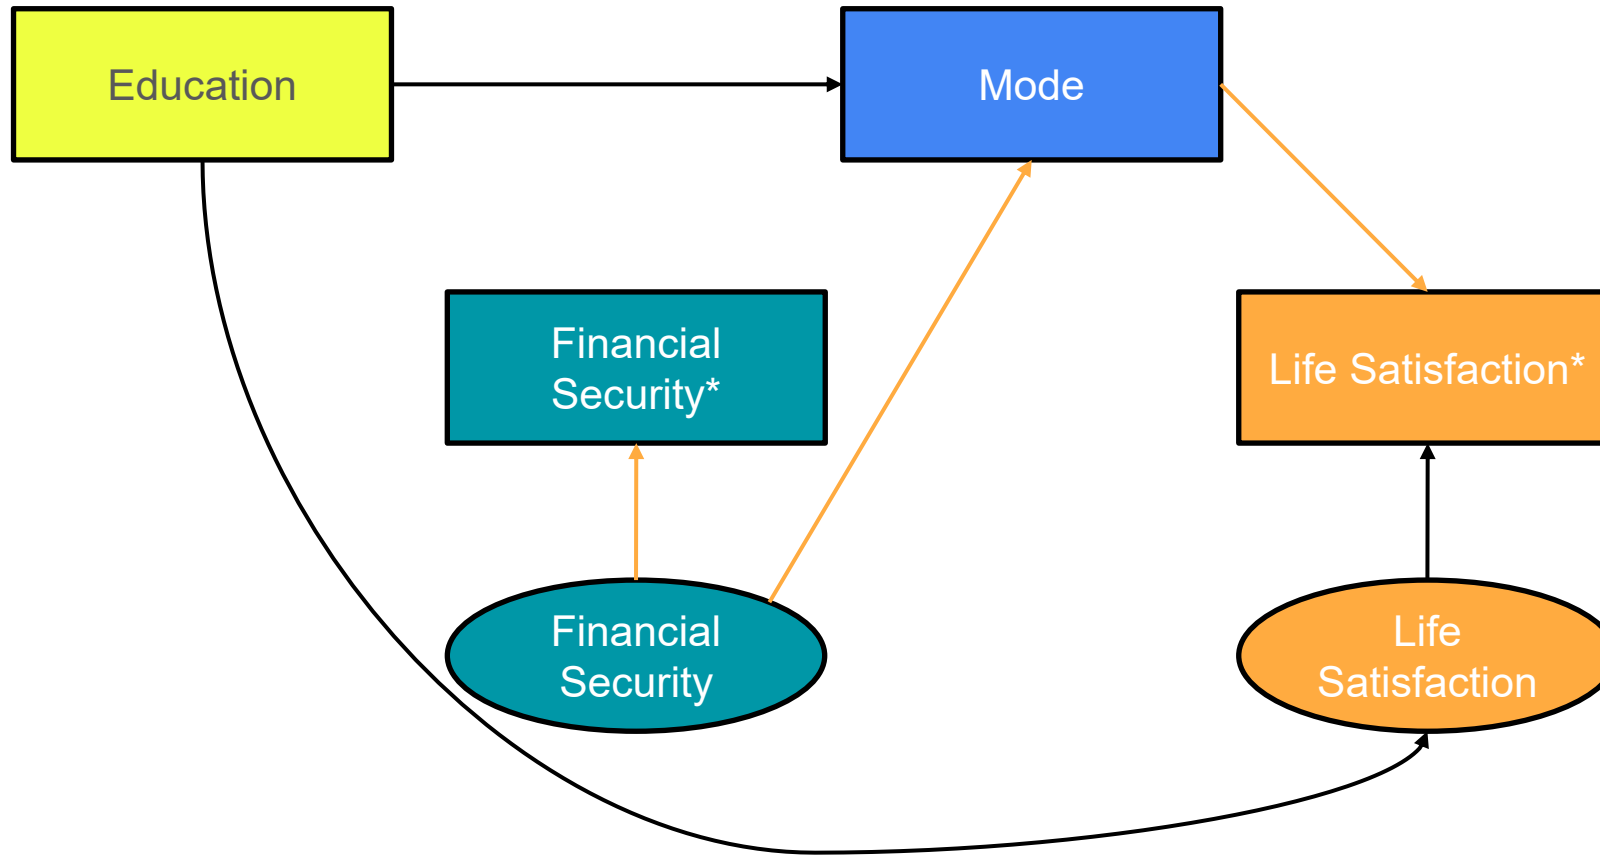 Education
Mode
Financial
Security*
Life Satisfaction*
Financial
Security
Life
Satisfaction